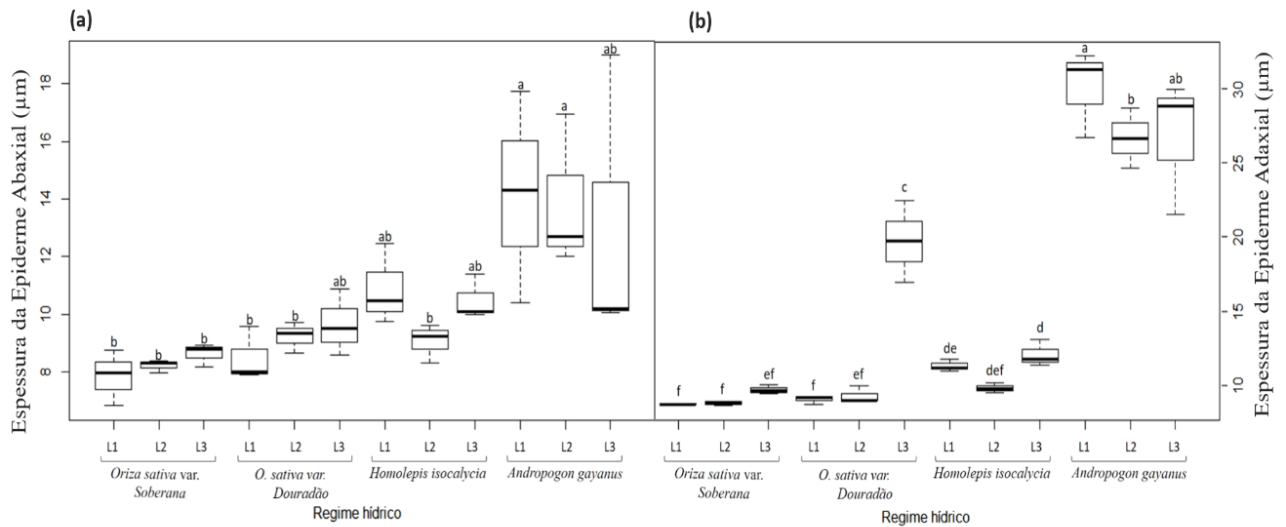 (a)
Espessura da Epiderme Abaxial (µm)
18
16
14
12
10
8
b
b
b
b
b
ab
ab
b
ab
a
a
ab
L1 L2 L3 L1 L2 L3 L1 L2 L3 L1 L2 L3
Oriza sativa var. Soberana
O. sativa var. Douradão
Homolepis isocalycia
Andropogon gayanus
Regime hídrico
(b)
f
f
ef
f
ef
c
de
def
d
a
b
ab
30
25
20
15
10
Espessura da Epiderme Adaxial (µm)
L1 L2 L3 L1 L2 L3 L1 L2 L3 L1 L2 L3
Oriza sativa var. Soberana
O. sativa var. Douradão
Homolepis isocalycia
Andropogon gayanus
Regime hídrico